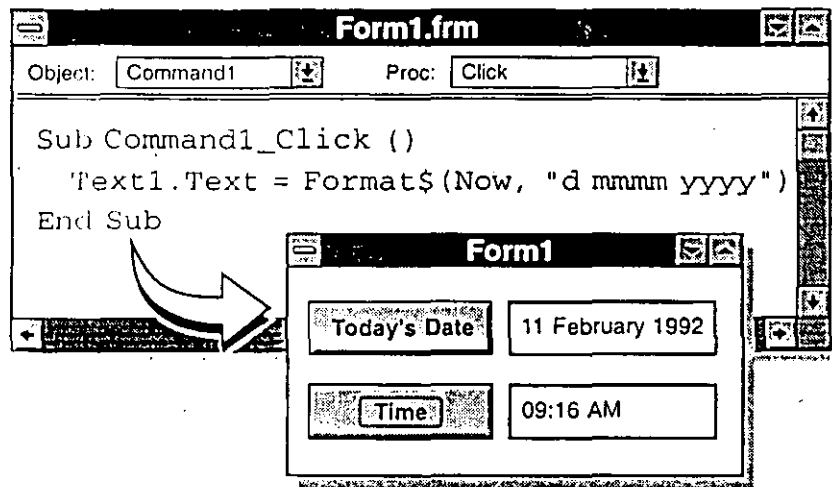 Form1.frm
Object: Command1 Proc: Click
Sub Command1_Click ()
Text1.Text = Format$(Now, "d mmmm yyyy")
End Sub
Form1
Today's Date 11 February 1992
Time 09:16 AM